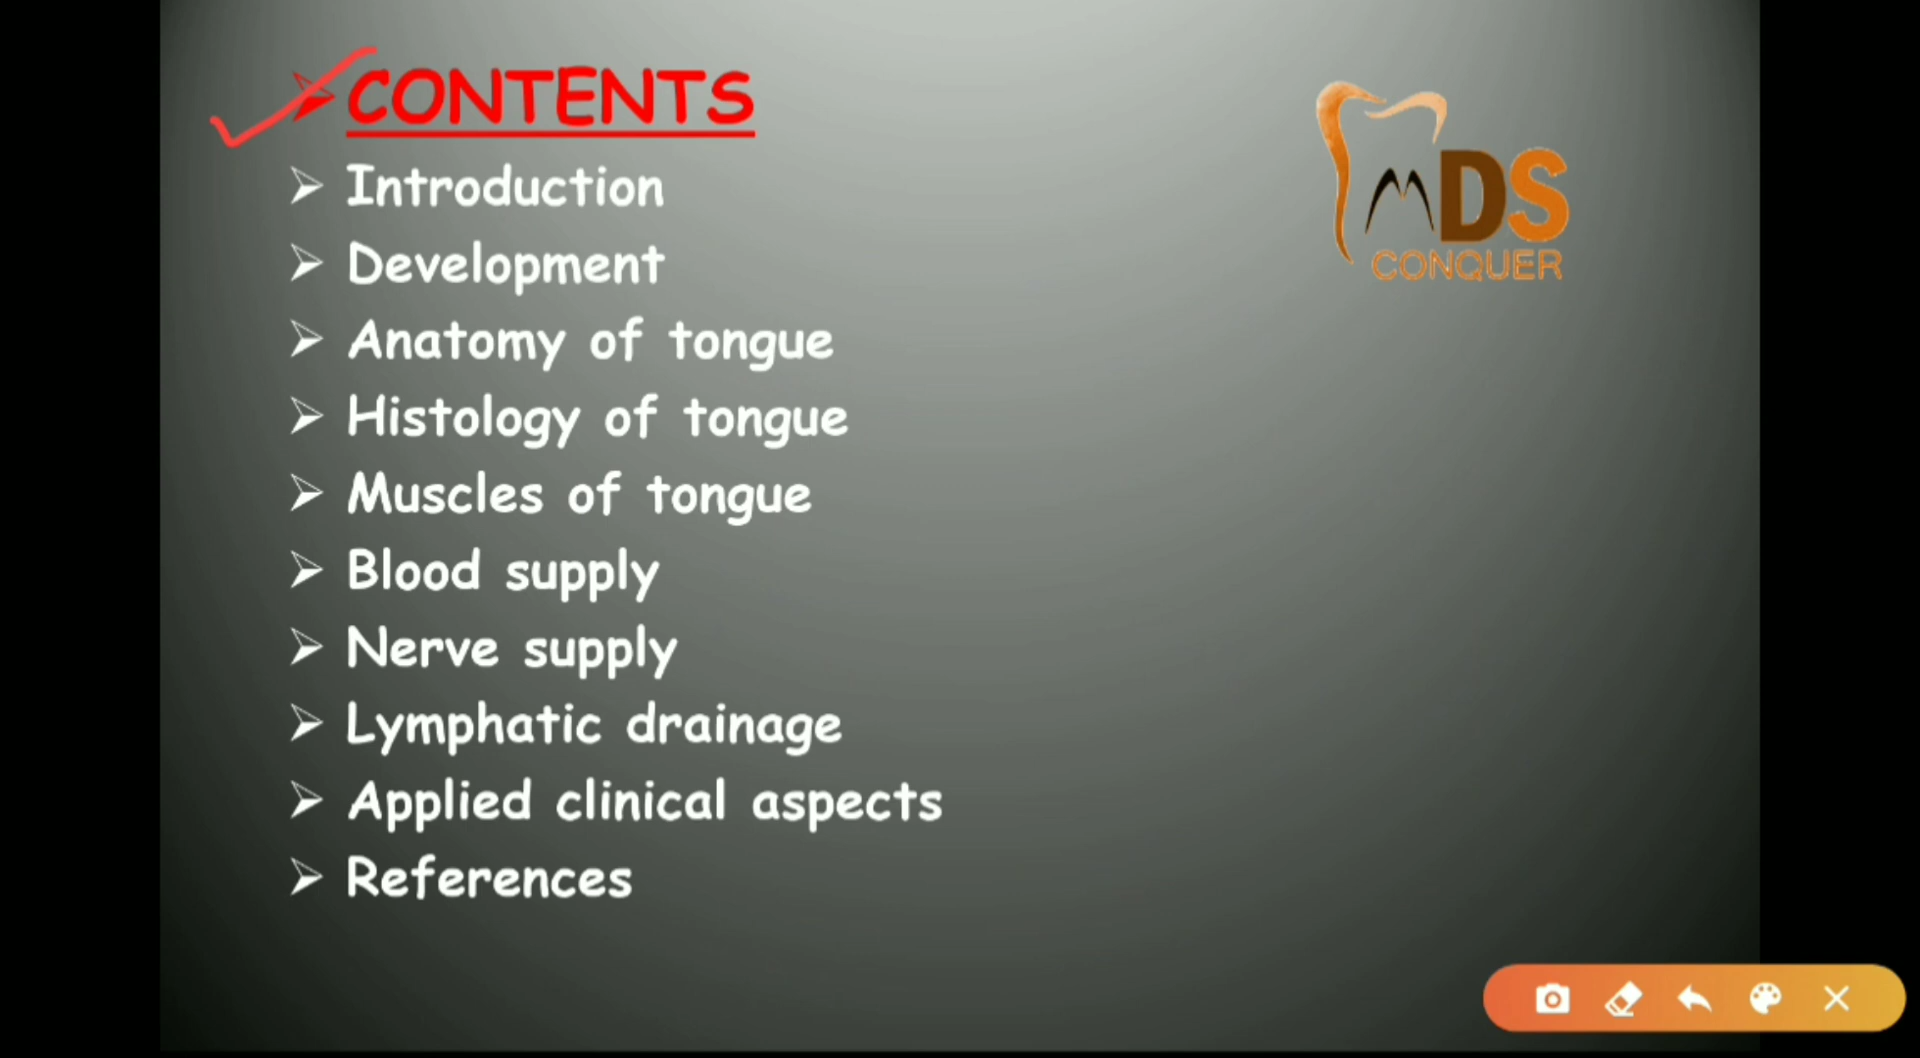 CONTENTS
Introduction
Development
Anatomy of tongue
Histology of tongue
Muscles of tongue
Blood supply
Nerve supply
Lymphatic drainage
Applied clinical aspects
References
MDS
CONQUER